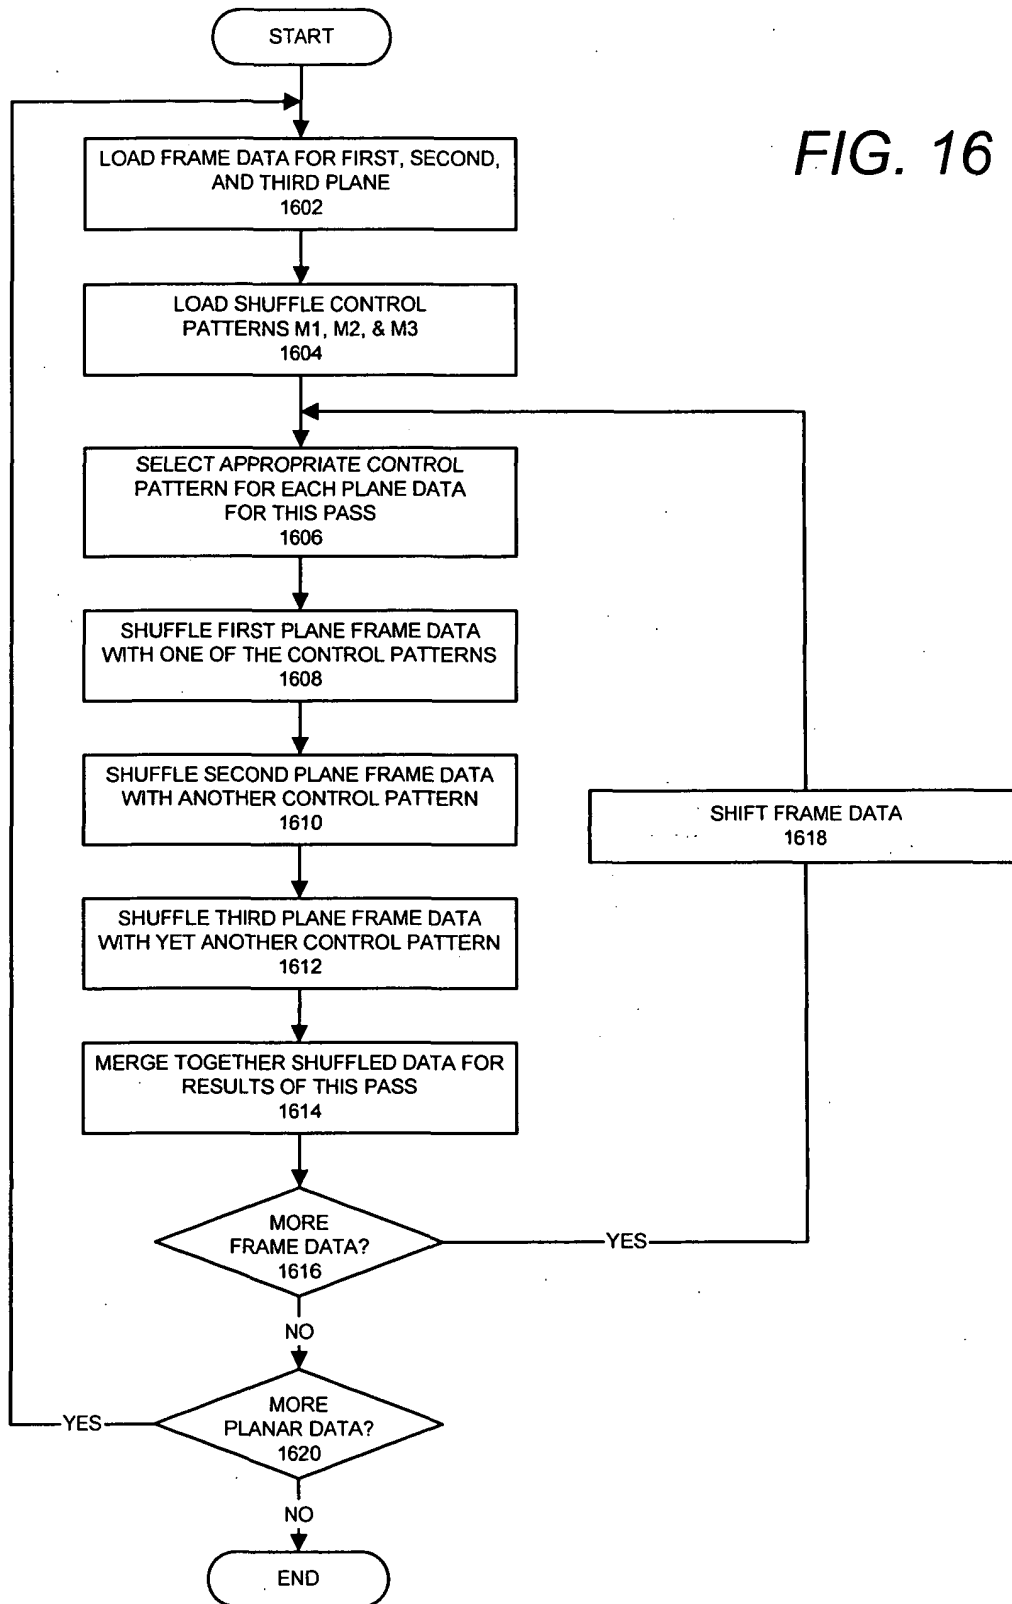 START
FIG. 16
LOAD FRAME DATA FOR FIRST, SECOND,
AND THIRD PLANE
1602
LOAD SHUFFLE CONTROL
PATTERNS M1, M2, & M3
1604
SELECT APPROPRIATE CONTROL
PATTERN FOR EACH PLANE DATA
FOR THIS PASS
1606
SHUFFLE FIRST PLANE FRAME DATA
WITH ONE OF THE CONTROL PATTERNS
1608
SHUFFLE SECOND PLANE FRAME DATA
WITH ANOTHER CONTROL PATTERN
1610
SHIFT FRAME DATA
1618
SHUFFLE THIRD PLANE FRAME DATA
WITH YET ANOTHER CONTROL PATTERN
1612
MERGE TOGETHER SHUFFLED DATA FOR
RESULTS OF THIS PASS
1614
MORE
FRAME DATA?
1616
YES
NO
MORE
PLANAR DATA?
1620
YES
NO
END